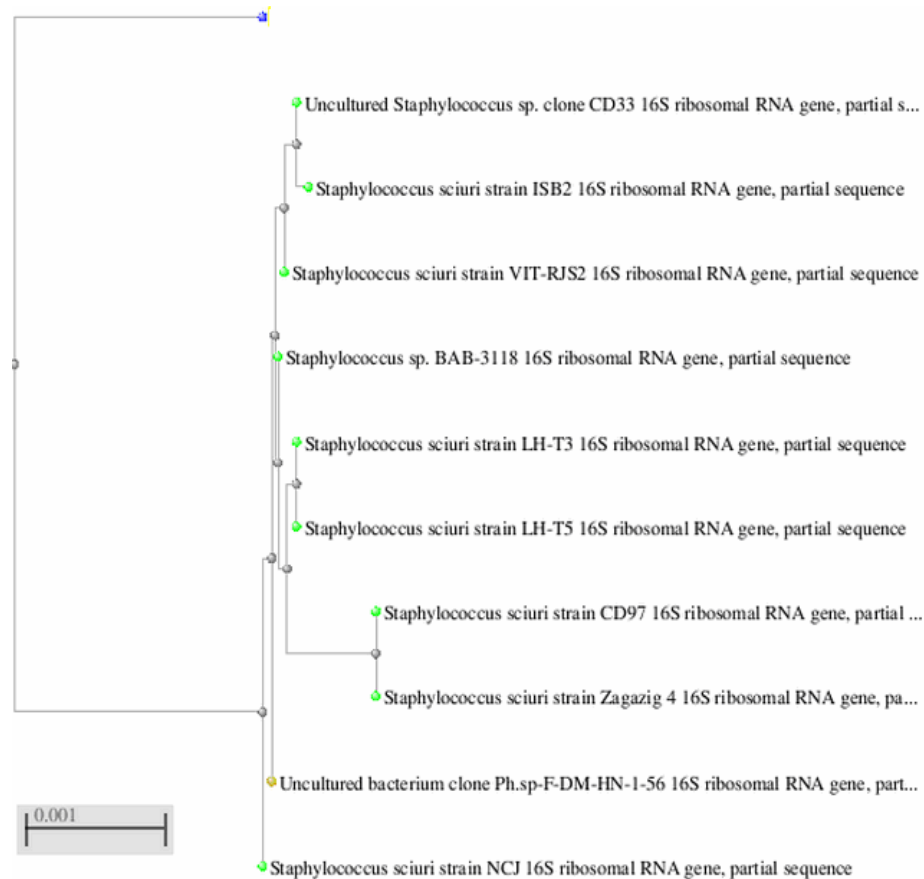 Uncultured Staphylococcus sp. clone CD33 16S ribosomal RNA gene, partial s...
Staphylococcus sciuri strain ISB2 16S ribosomal RNA gene, partial sequence
Staphylococcus sciuri strain VIT-RJS2 16S ribosomal RNA gene, partial sequence
Staphylococcus sp. BAB-3118 16S ribosomal RNA gene, partial sequence
Staphylococcus sciuri strain LH-T3 16S ribosomal RNA gene, partial sequence
Staphylococcus sciuri strain LH-T5 16S ribosomal RNA gene, partial sequence
Staphylococcus sciuri strain CD97 16S ribosomal RNA gene, partial ...
Staphylococcus sciuri strain Zagazig 4 16S ribosomal RNA gene, pa...
Uncultured bacterium clone Ph.sp-F-DM-HN-1-56 16S ribosomal RNA gene, part...
0.001
Staphylococcus sciuri strain NCJ 16S ribosomal RNA gene, partial sequence